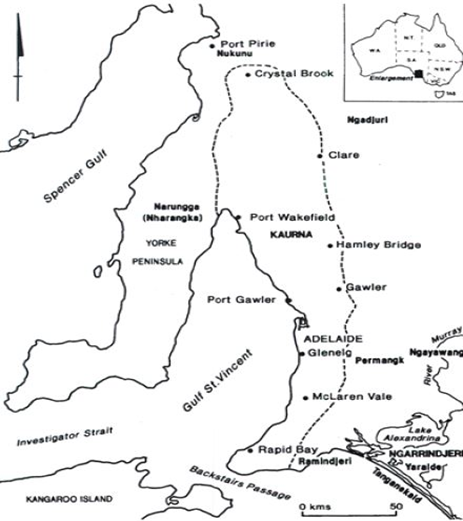 Port Pirie
Nukunu
Crystal Brook
W.A.
N.T.
QLD
S.A.
N.S.W.
Enlargement
TAS
Ngadjuri
Spencer Gulf
Clare
Narungga
(Nharangka)
Port Wakefield
KAURNA
YORKE
PENINSULA
Hamley Bridge
Gawler
Port Gawler
ADELAIDE
Glenelg
Permangk
Murray
River
Ngayawang
Gulf St.Vincent
McLaren Vale
Lake
Alexandrina
Investigator Strait
Rapid Bay
Ramindjeri
NGARRINDJERI
Yaralde
Tanganekald
Backstairs Passage
KANGAROO ISLAND
0 kms 50